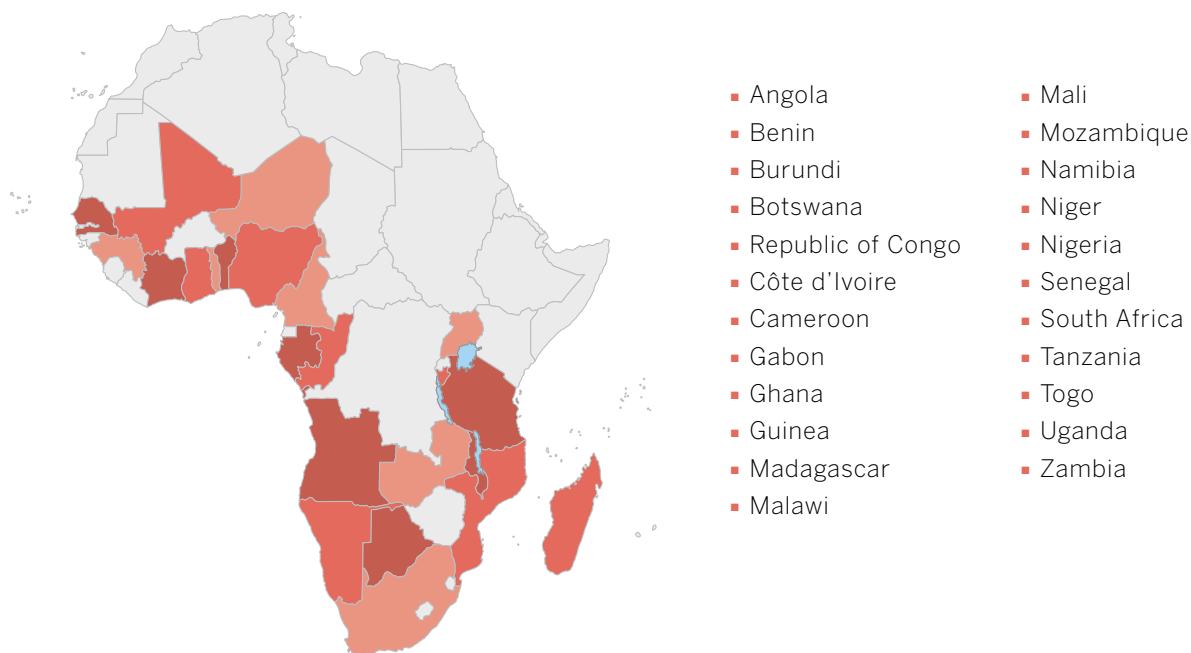 Angola
Benin
Burundi
Botswana
Republic of Congo
Côte d’Ivoire
Cameroon
Gabon
Ghana
Guinea
Madagascar
Malawi
Mali
Mozambique
Namibia
Niger
Nigeria
Senegal
South Africa
Tanzania
Togo
Uganda
Zambia